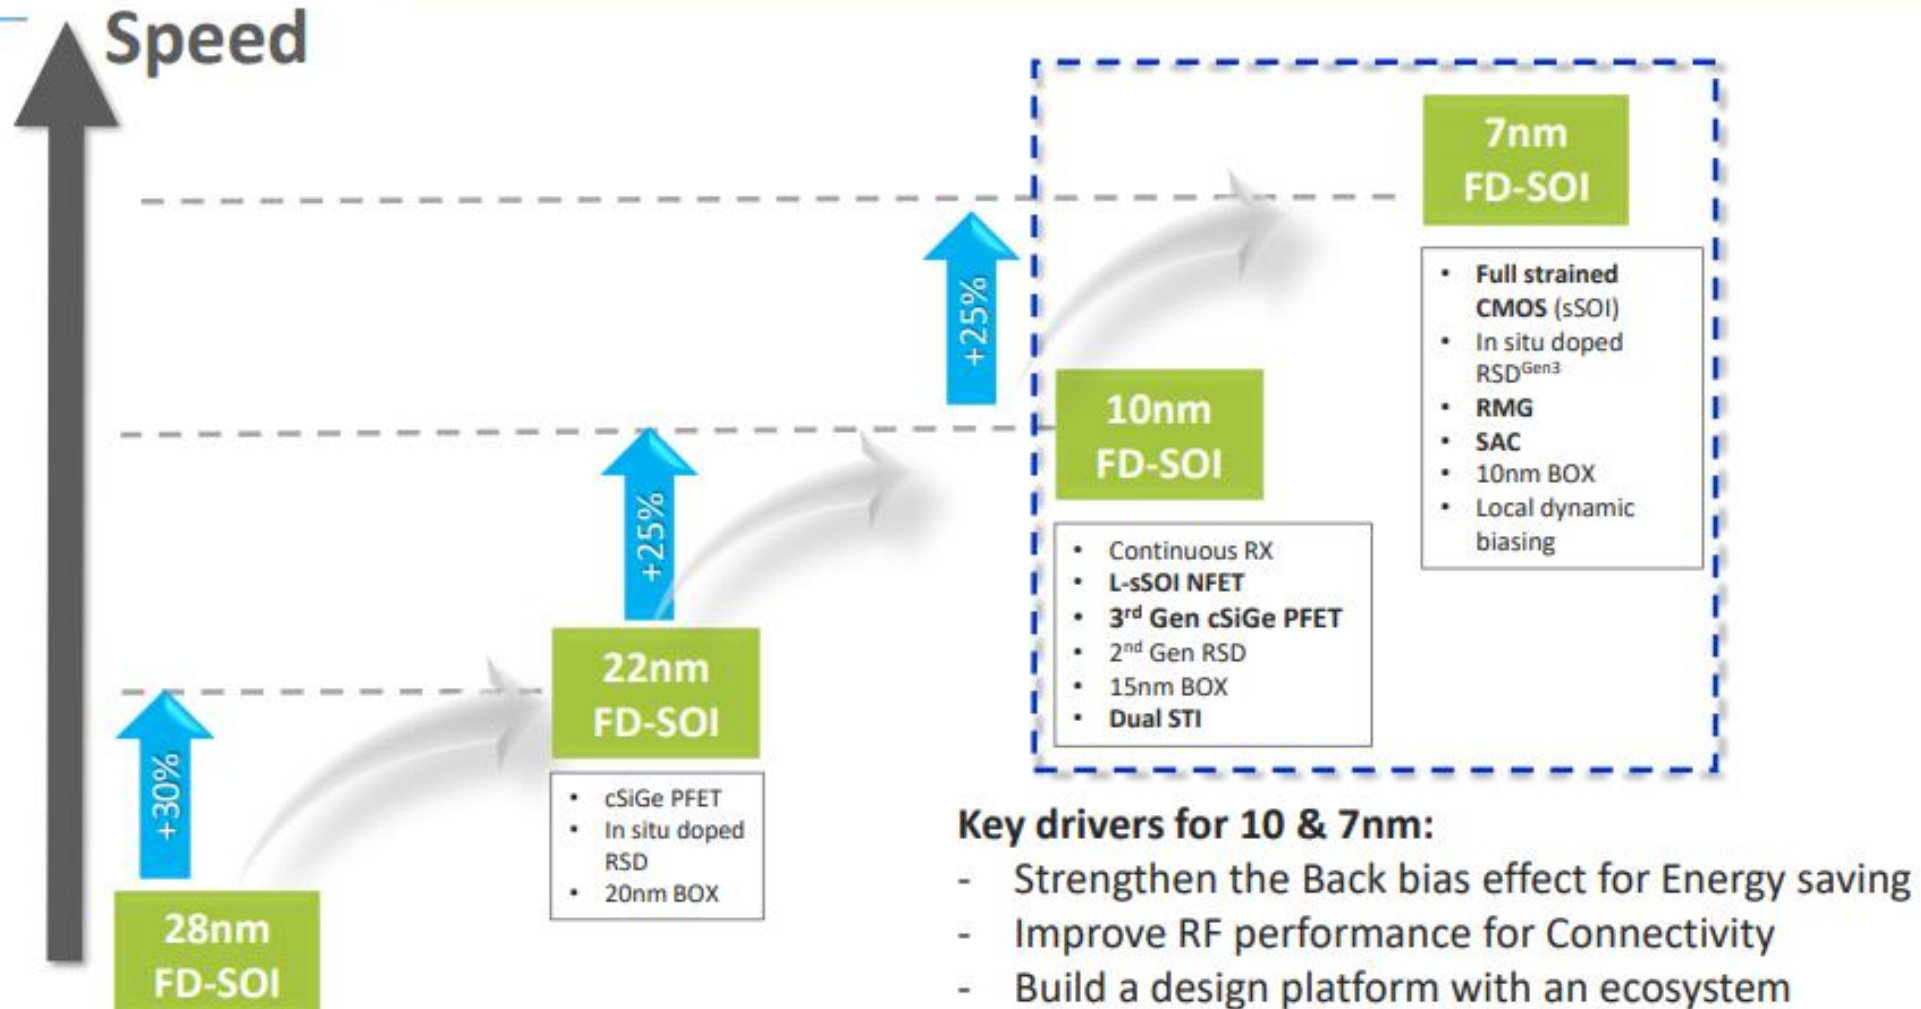 Speed
7nm
FD-SOI
• Full strained
CMOS (sSOI)
• In situ doped
RSDGen3
• RMG
• SAC
• 10nm BOX
• Local dynamic
biasing
+25%
10nm
FD-SOI
• Continuous RX
• L-sSOI NFET
• 3rd Gen cSiGe PFET
• 2nd Gen RSD
• 15nm BOX
• Dual STI
+25%
22nm
FD-SOI
• cSiGe PFET
• In situ doped
RSD
• 20nm BOX
+30%
28nm
FD-SOI
Key drivers for 10 & 7nm:
- Strengthen the Back bias effect for Energy saving
- Improve RF performance for Connectivity
- Build a design platform with an ecosystem